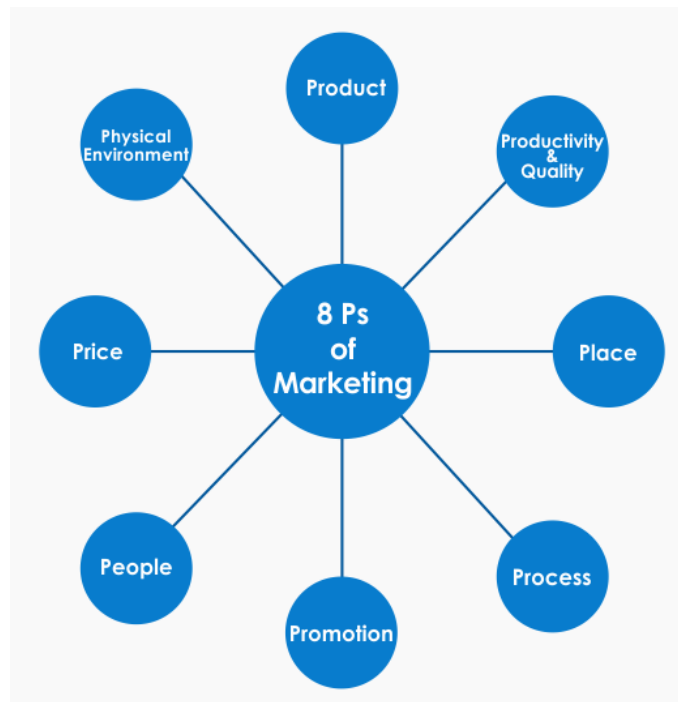 Product
Physical
Environment
Productivity
&
Quality
8 Ps
of
Marketing
Price
Place
People
Process
Promotion